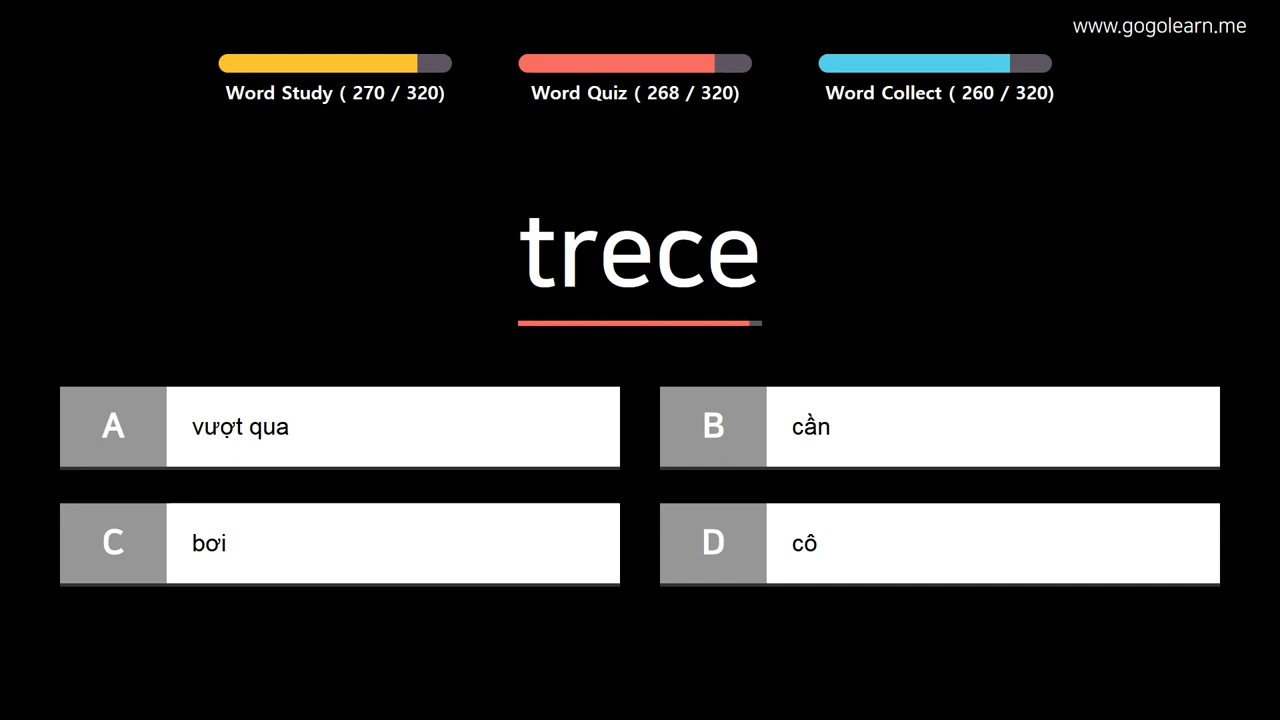 www.gogolearn.me
Word Study ( 270 / 320)
Word Quiz ( 268 / 320)
Word Collect ( 260 / 320)
trece
A vượt qua
B cần
C bơi
D cô